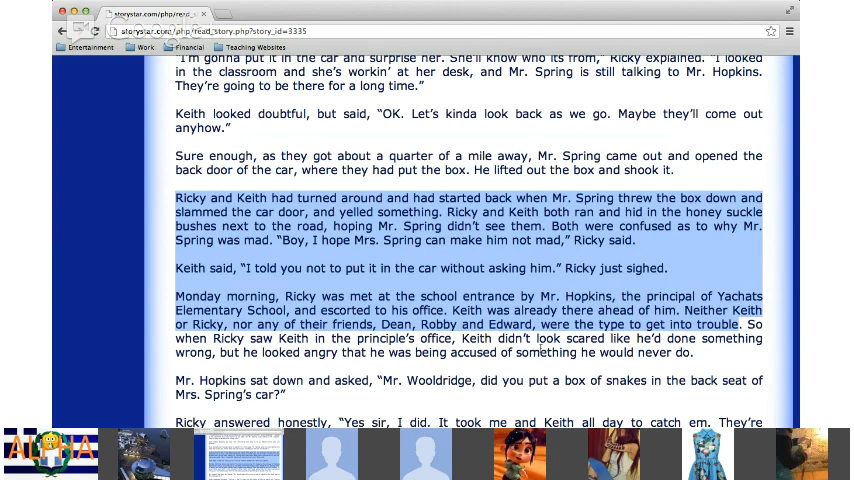 storystar.com/php/read_s
storystar.com/php/read_story.php?story_id=3335
Entertainment Work Financial Teaching Websites
Google
"I'm gonna put it in the car and surprise her. She'll know who its from," Ricky explained. "I looked
in the classroom and she's workin' at her desk, and Mr. Spring is still talking to Mr. Hopkins.
They're going to be there for a long time."
Keith looked doubtful, but said, "OK. Let's kinda look back as we go. Maybe they'll come out
anyhow."
Sure enough, as they got about a quarter of a mile away, Mr. Spring came out and opened the
back door of the car, where they had put the box. He lifted out the box and shook it.
Ricky and Keith had turned around and had started back when Mr. Spring threw the box down and
slammed the car door, and yelled something. Ricky and Keith both ran and hid in the honey suckle
bushes next to the road, hoping Mr. Spring didn't see them. Both were confused as to why Mr.
Spring was mad. "Boy, I hope Mrs. Spring can make him not mad," Ricky said.
Keith said, "I told you not to put it in the car without asking him." Ricky just sighed.
Monday morning, Ricky was met at the school entrance by Mr. Hopkins, the principal of Yachats
Elementary School, and escorted to his office. Keith was already there ahead of him. Neither Keith
or Ricky, nor any of their friends, Dean, Robby and Edward, were the type to get into trouble. So
when Ricky saw Keith in the principle's office, Keith didn't look scared like he'd done something
wrong, but he looked angry that he was being accused of something he would never do.
Mr. Hopkins sat down and asked, "Mr. Wooldridge, did you put a box of snakes in the back seat of
Mrs. Spring's car?"
Ricky answered honestly, "Yes sir, I did. It took me and Keith all day to catch em. They're
ALPHA